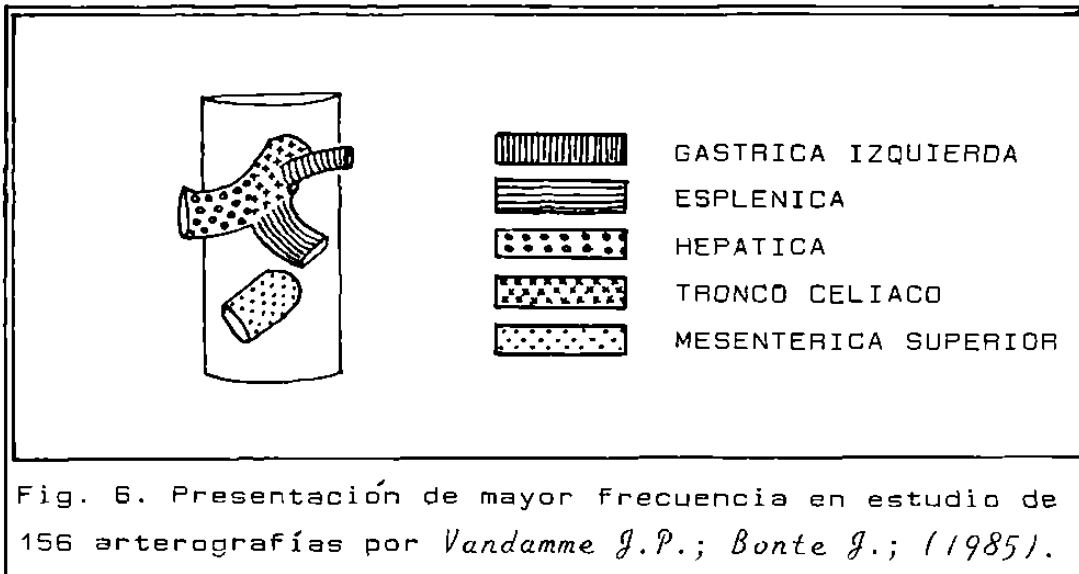 GASTRICA IZQUIERDA
ESPLENICA
HEPATICA
TRONCO CELIACO
MESENTERICA SUPERIOR
Fig. 6. Presentación de mayor frecuencia en estudio de
156 arterografías por Vandamme J.P.; Bonte J.; (1985).